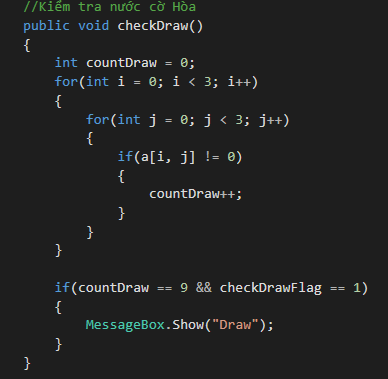 //Kiểm tra nước cờ Hòa
public void checkDraw()
{
    int countDraw = 0;
    for(int i = 0; i < 3; i++)
    {
        for(int j = 0; j < 3; j++)
        {
            if(a[i, j] != 0)
            {
                countDraw++;
            }
        }
    }

    if(countDraw == 9 && checkDrawFlag == 1)
    {
        MessageBox.Show("Draw");
    }
}